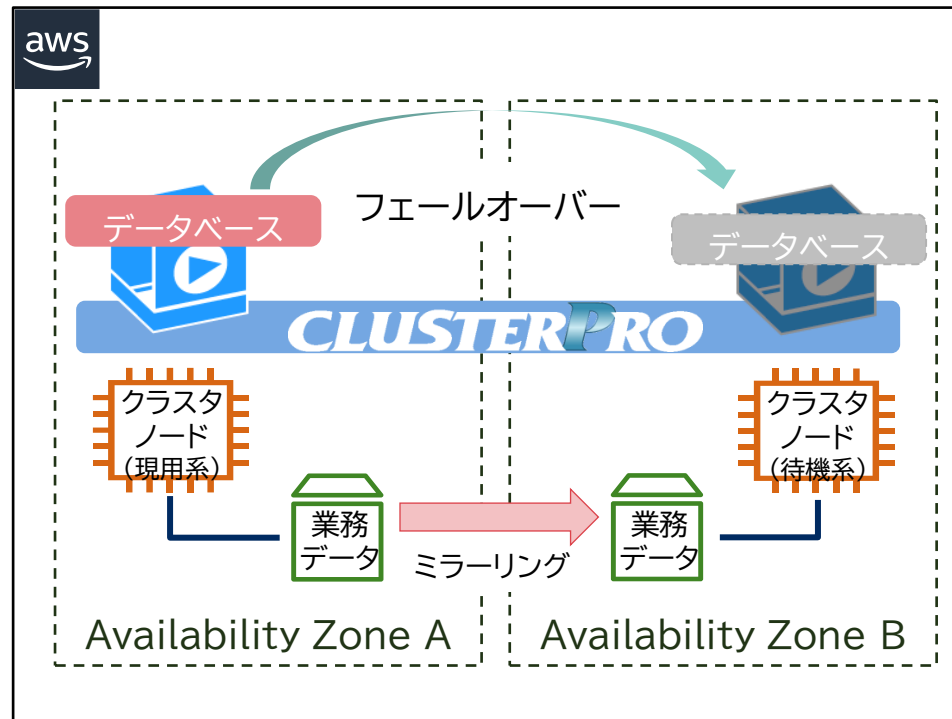 aws
フェールオーバー
データベース
データベース
CLUSTERPRO
クラスタ
ノード
(現用系)
クラスタ
ノード
(待機系)
業務
データ
ミラーリング
業務
データ
Availability Zone A
Availability Zone B